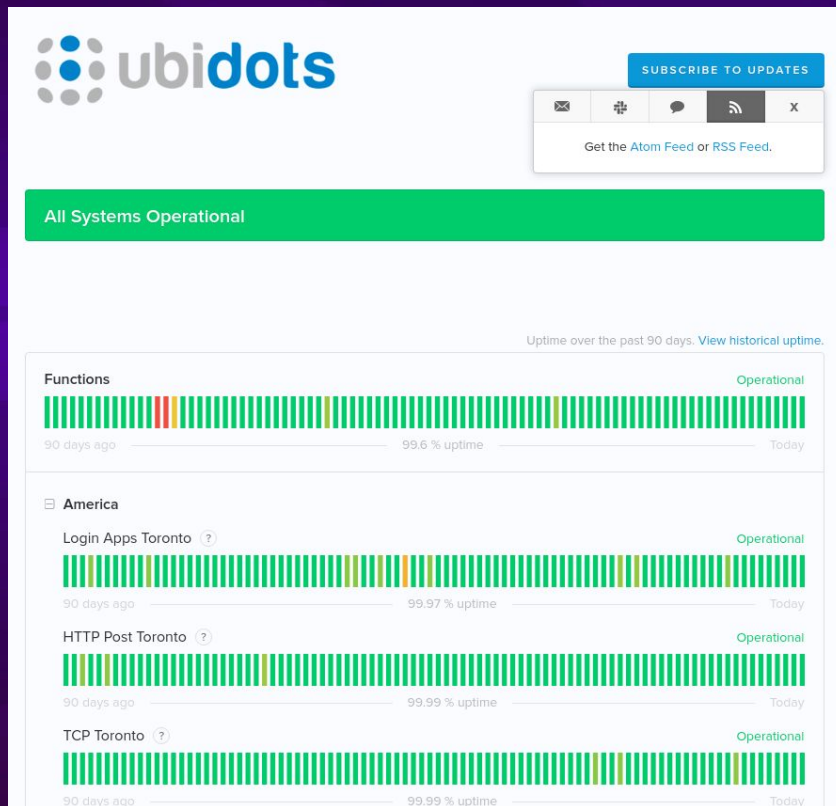 ubidots
SUBSCRIBE TO UPDATES
x
Get the Atom Feed or RSS Feed.
All Systems Operational
Uptime over the past 90 days. View historical uptime.
Functions
Operational
90 days ago
99.6 % uptime
Today
America
Login Apps Toronto ?
Operational
90 days ago
99.97 % uptime
Today
HTTP Post Toronto ?
Operational
90 days ago
99.99 % uptime
Today
TCP Toronto ?
Operational
90 days ago
99.99 % uptime
Today